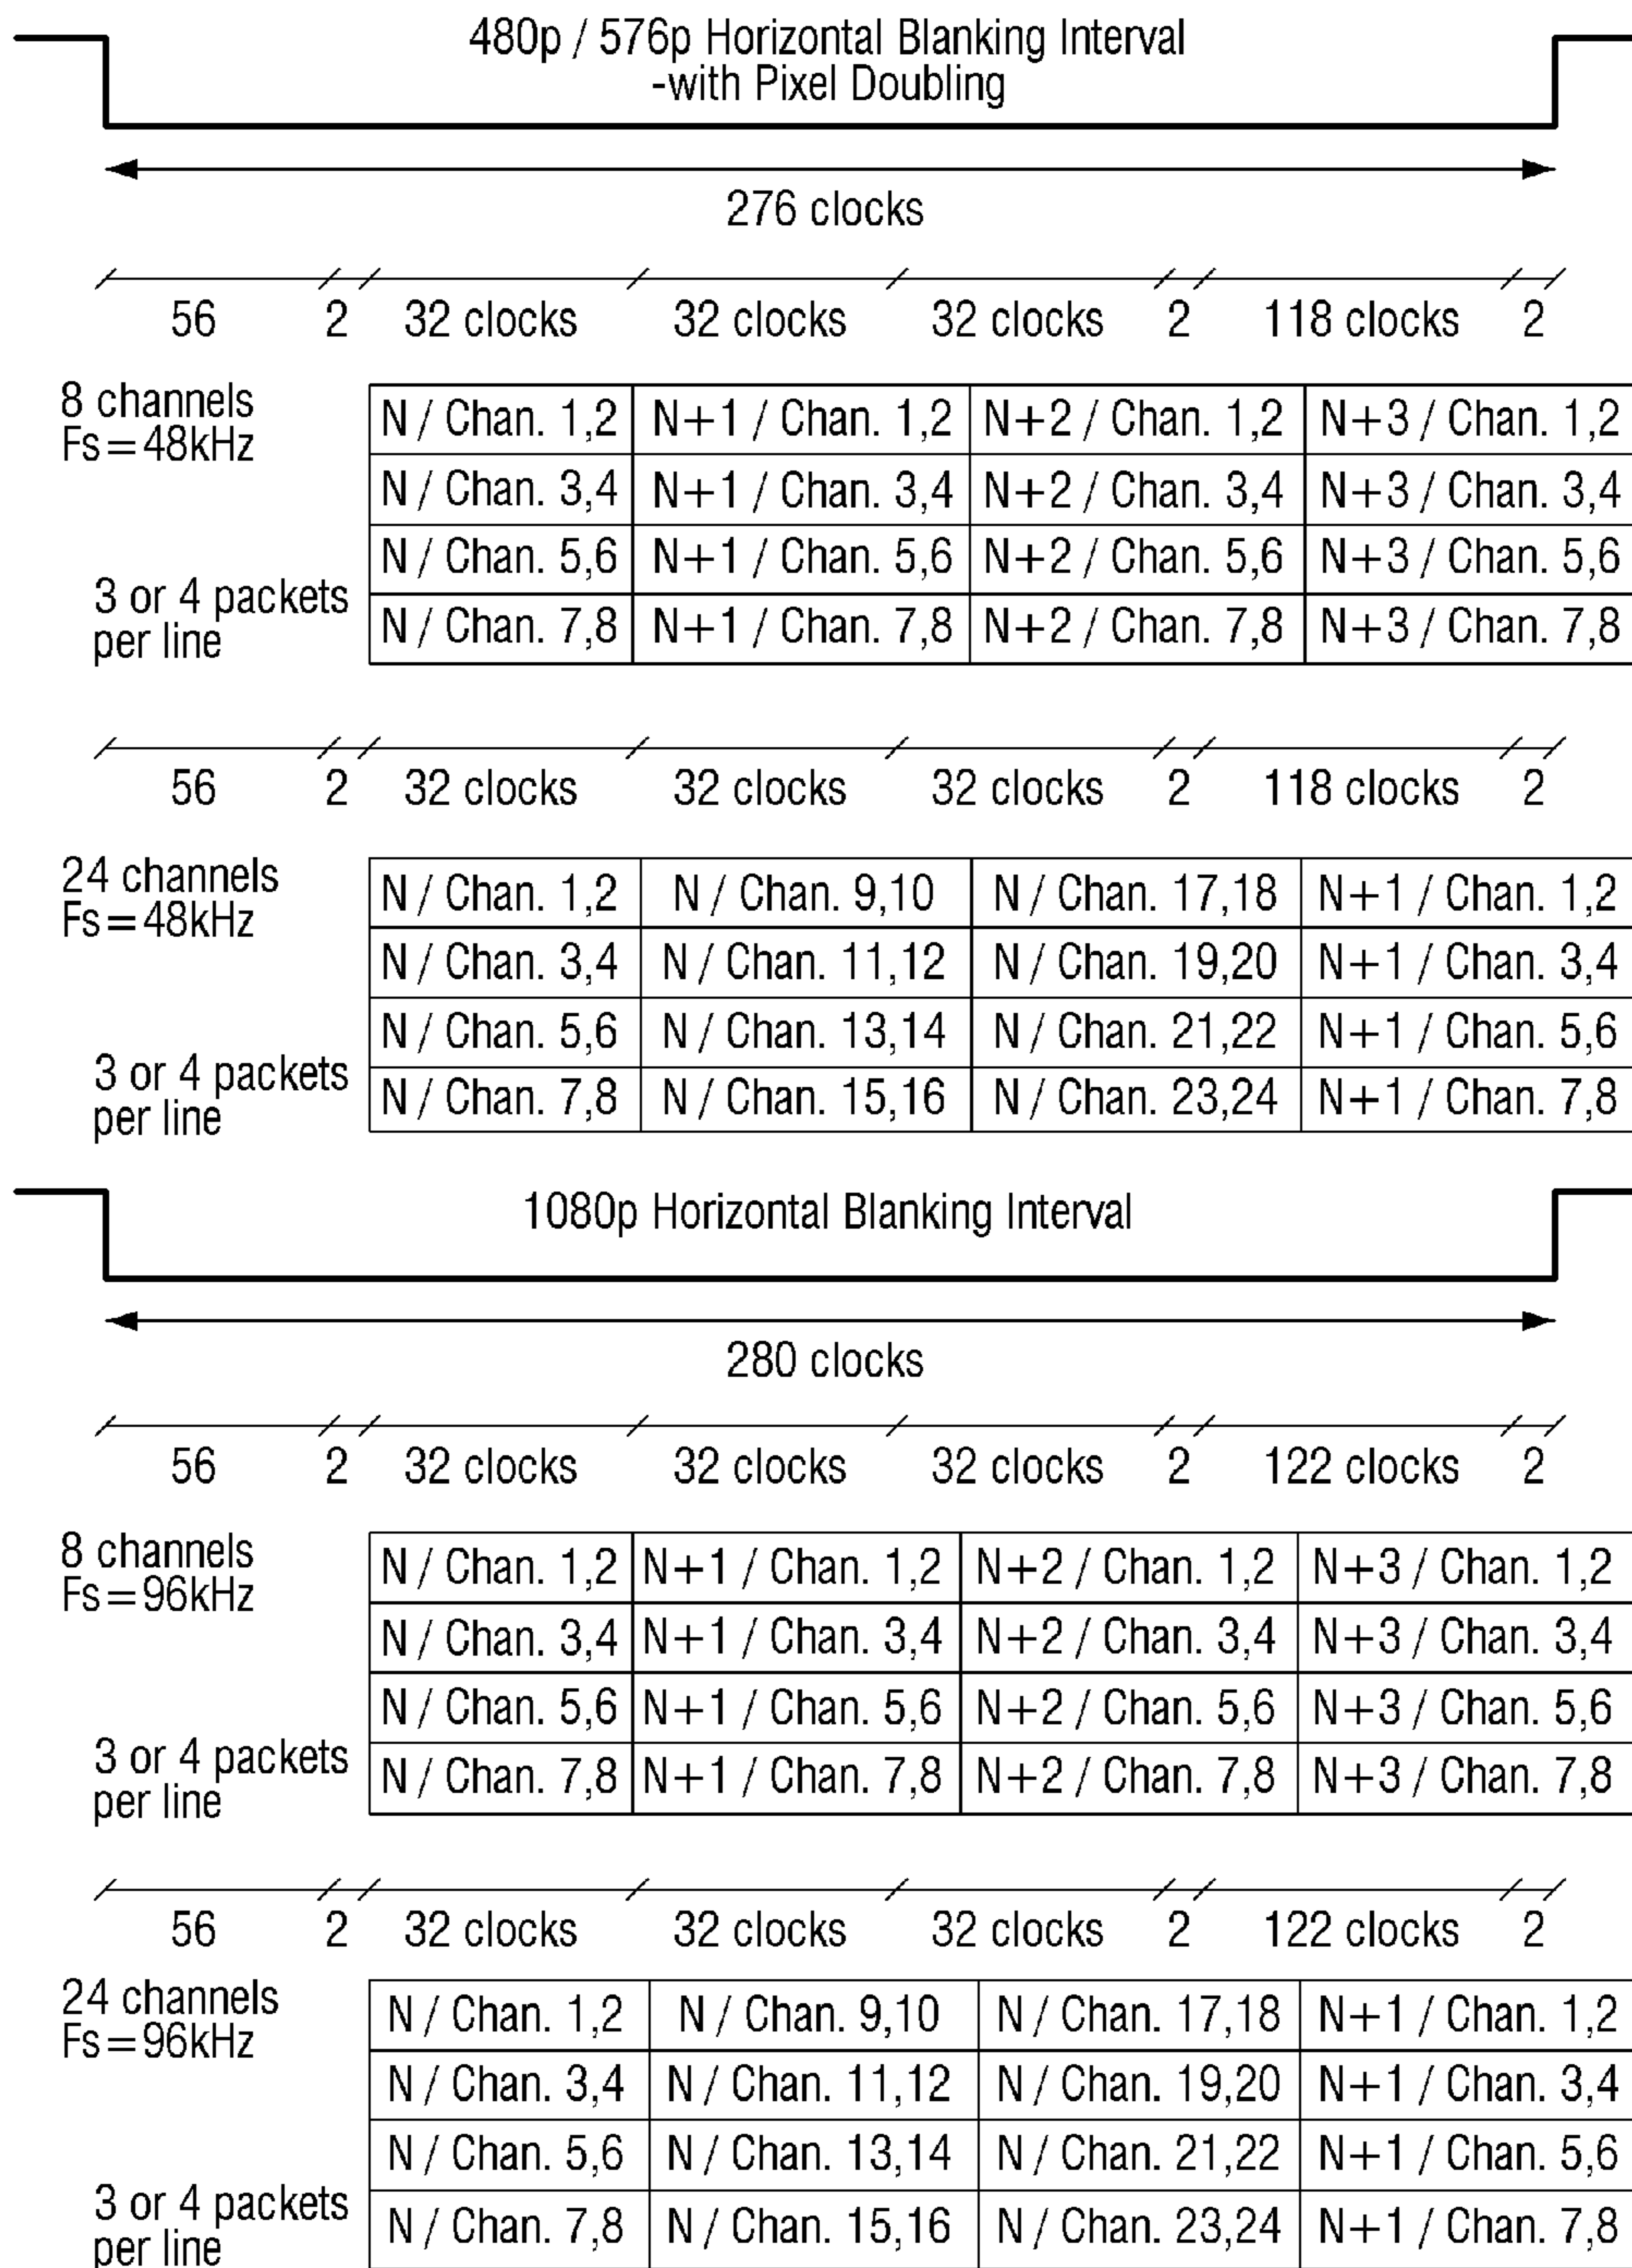 480p / 576p Horizontal Blanking Interval
-with Pixel Doubling
276 clocks
56 2 32 clocks 32 clocks 32 clocks 2 118 clocks 2
8 channels
Fs=48kHz
3 or 4 packets
per line
N / Chan. 1,2 N+1 / Chan. 1,2 N+2 / Chan. 1,2 N+3 / Chan. 1,2
N / Chan. 3,4 N+1 / Chan. 3,4 N+2 / Chan. 3,4 N+3 / Chan. 3,4
N / Chan. 5,6 N+1 / Chan. 5,6 N+2 / Chan. 5,6 N+3 / Chan. 5,6
N / Chan. 7,8 N+1 / Chan. 7,8 N+2 / Chan. 7,8 N+3 / Chan. 7,8
56 2 32 clocks 32 clocks 32 clocks 2 118 clocks 2
24 channels
Fs=48kHz
3 or 4 packets
per line
N / Chan. 1,2 N / Chan. 9,10 N / Chan. 17,18 N+1 / Chan. 1,2
N / Chan. 3,4 N / Chan. 11,12 N / Chan. 19,20 N+1 / Chan. 3,4
N / Chan. 5,6 N / Chan. 13,14 N / Chan. 21,22 N+1 / Chan. 5,6
N / Chan. 7,8 N / Chan. 15,16 N / Chan. 23,24 N+1 / Chan. 7,8
1080p Horizontal Blanking Interval
280 clocks
56 2 32 clocks 32 clocks 32 clocks 2 122 clocks 2
8 channels
Fs=96kHz
3 or 4 packets
per line
N / Chan. 1,2 N+1 / Chan. 1,2 N+2 / Chan. 1,2 N+3 / Chan. 1,2
N / Chan. 3,4 N+1 / Chan. 3,4 N+2 / Chan. 3,4 N+3 / Chan. 3,4
N / Chan. 5,6 N+1 / Chan. 5,6 N+2 / Chan. 5,6 N+3 / Chan. 5,6
N / Chan. 7,8 N+1 / Chan. 7,8 N+2 / Chan. 7,8 N+3 / Chan. 7,8
56 2 32 clocks 32 clocks 32 clocks 2 122 clocks 2
24 channels
Fs=96kHz
3 or 4 packets
per line
N / Chan. 1,2 N / Chan. 9,10 N / Chan. 17,18 N+1 / Chan. 1,2
N / Chan. 3,4 N / Chan. 11,12 N / Chan. 19,20 N+1 / Chan. 3,4
N / Chan. 5,6 N / Chan. 13,14 N / Chan. 21,22 N+1 / Chan. 5,6
N / Chan. 7,8 N / Chan. 15,16 N / Chan. 23,24 N+1 / Chan. 7,8